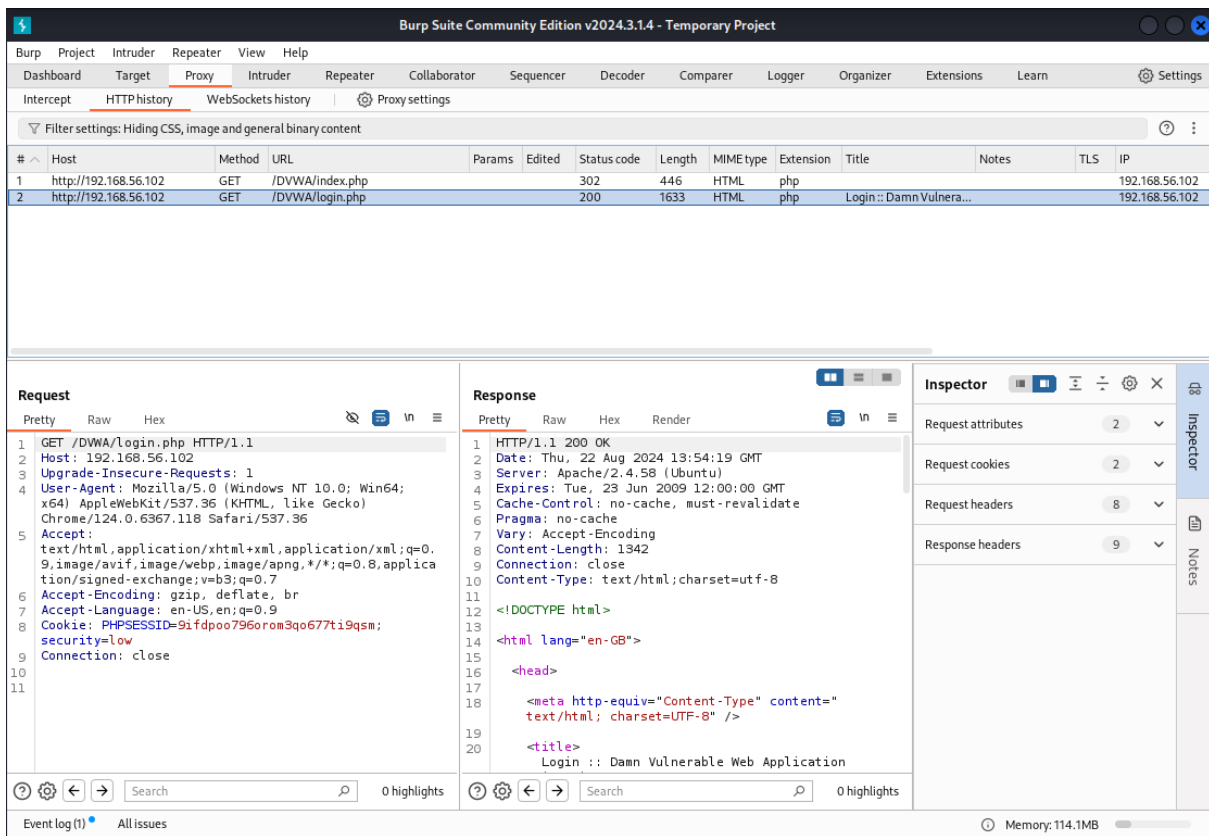 Burp Suite Community Edition v2024.3.1.4 - Temporary Project
Burp Project Intruder Repeater View Help
Dashboard Target Proxy Intruder Repeater Collaborator Sequencer Decoder Comparer Logger Organizer Extensions Learn Settings
Intercept HTTP history WebSockets history Proxy settings
Filter settings: Hiding CSS, image and general binary content
# Host Method URL Params Edited Status code Length MIME type Extension Title Notes TLS IP
1 http://192.168.56.102 GET /DVWA/index.php 302 446 HTML php 192.168.56.102
2 http://192.168.56.102 GET /DVWA/login.php 200 1633 HTML php Login :: Damn Vulnera... 192.168.56.102
Request
Pretty Raw Hex \n
1 GET /DVWA/login.php HTTP/1.1
2 Host: 192.168.56.102
3 Upgrade-Insecure-Requests: 1
4 User-Agent: Mozilla/5.0 (Windows NT 10.0; Win64;
x64) AppleWebKit/537.36 (KHTML, like Gecko)
Chrome/124.0.6367.118 Safari/537.36
5 Accept:
text/html,application/xhtml+xml,application/xml;q=0.
9,image/avif,image/webp,image/apng,*/*;q=0.8,applica
tion/signed-exchange;v=b3;q=0.7
6 Accept-Encoding: gzip, deflate, br
7 Accept-Language: en-US,en;q=0.9
8 Cookie: PHPSESSID=9ifdpoo796orom3qo677ti9qsm;
security=low
9 Connection: close
10
11
Search 0 highlights
Response
Pretty Raw Hex Render \n
1 HTTP/1.1 200 OK
2 Date: Thu, 22 Aug 2024 13:54:19 GMT
3 Server: Apache/2.4.58 (Ubuntu)
4 Expires: Tue, 23 Jun 2009 12:00:00 GMT
5 Cache-Control: no-cache, must-revalidate
6 Pragma: no-cache
7 Vary: Accept-Encoding
8 Content-Length: 1342
9 Connection: close
10 Content-Type: text/html;charset=utf-8
11
12 <!DOCTYPE html>
13
14 <html lang="en-GB">
15
16 <head>
17
18 <meta http-equiv="Content-Type" content="
text/html; charset=UTF-8" />
19
20 <title>
Login :: Damn Vulnerable Web Application
Search 0 highlights
Inspector
Request attributes 2
Request cookies 2
Request headers 8
Response headers 9
Inspector
Notes
Event log (1) All issues Memory: 114.1MB